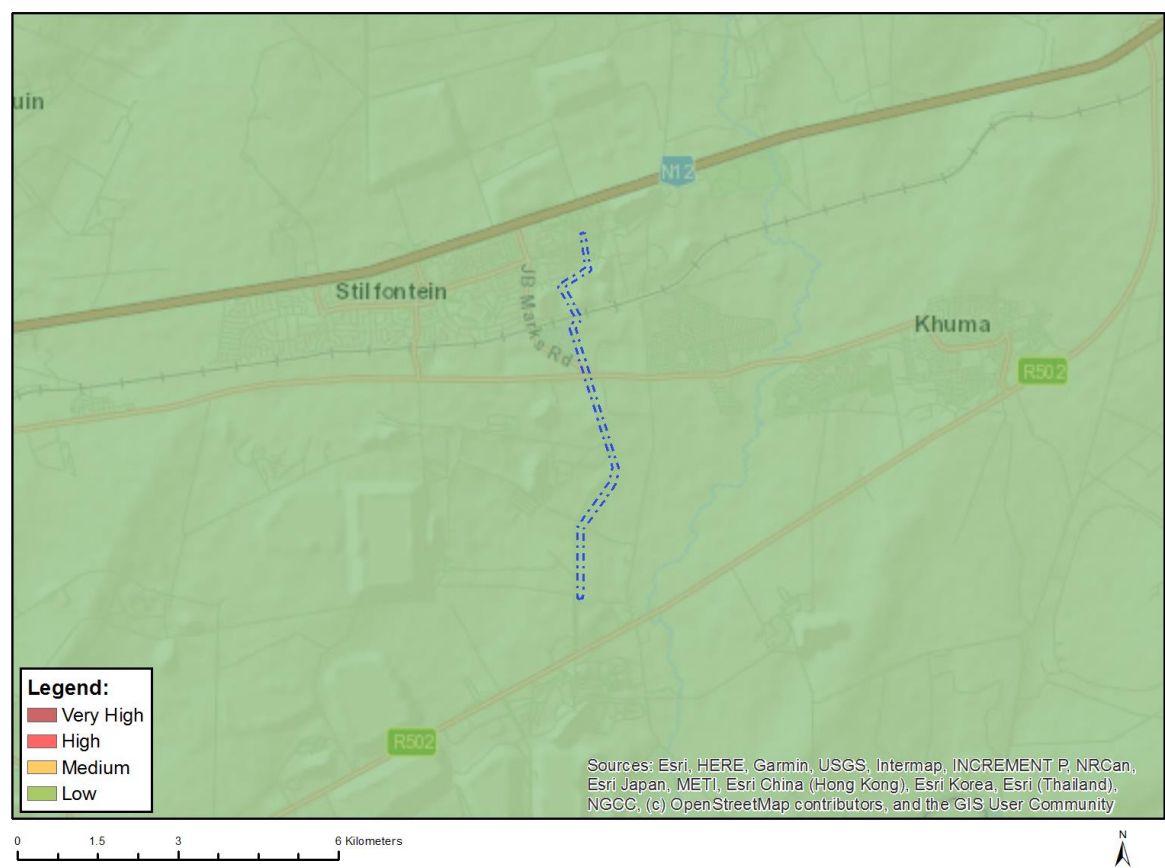 uin
N12
Stilfontein
JB Marks Rd
Khuma
R502
R502
Legend:
Very High
High
Medium
Low
Sources: Esri, HERE, Garmin, USGS, Intermap, INCREMENT P, NRCan,
Esri Japan, METI, Esri China (Hong Kong), Esri Korea, Esri (Thailand),
NGCC, (c) OpenStreetMap contributors, and the GIS User Community
0 1.5 3 6 Kilometers
N